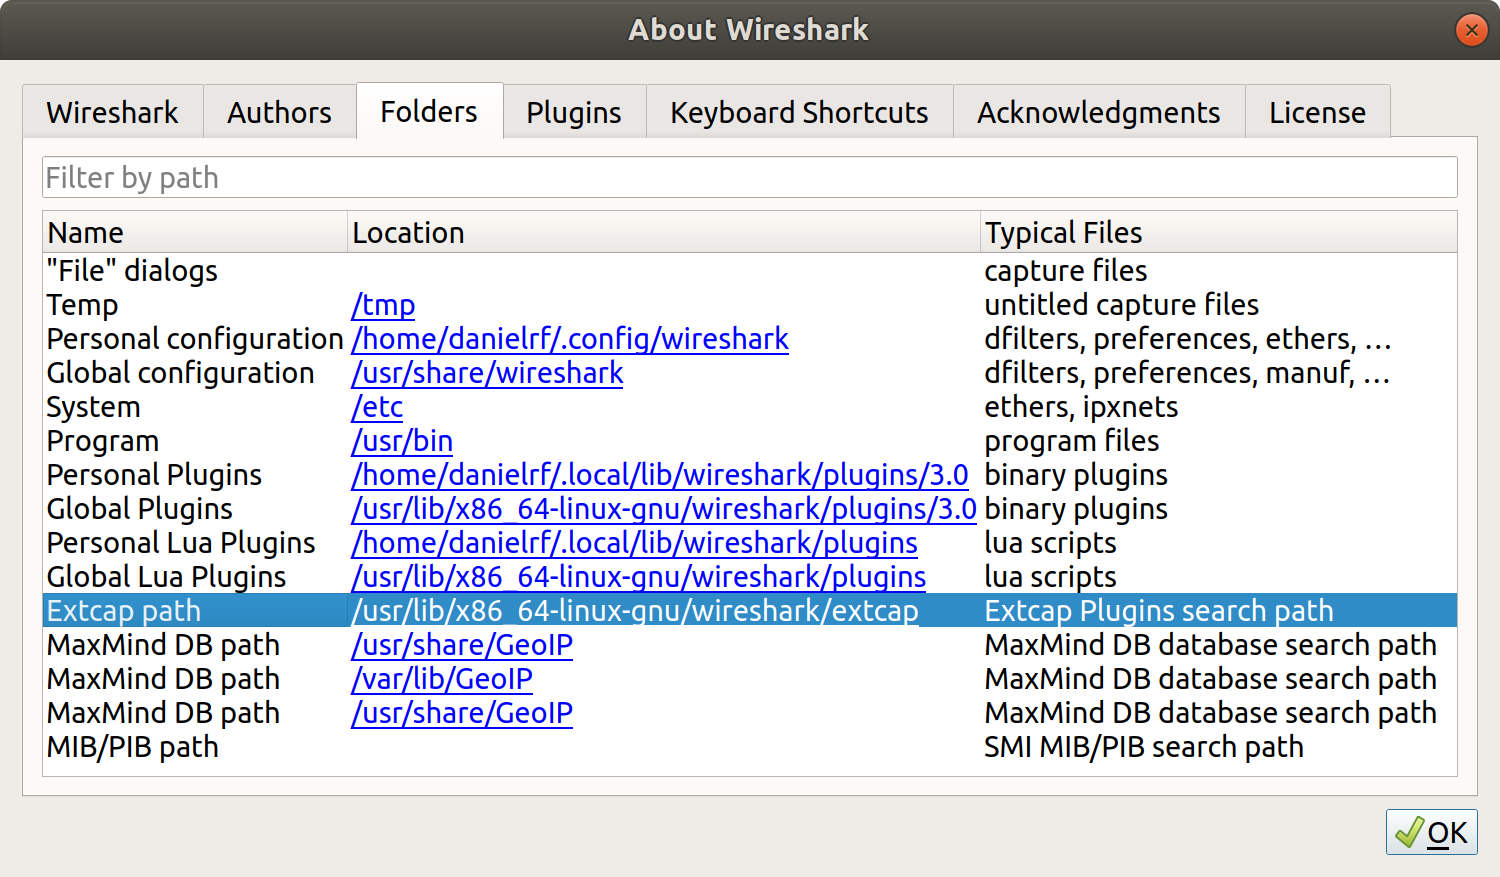 About Wireshark
Wireshark Authors Folders Plugins Keyboard Shortcuts Acknowledgments License
Filter by path
Name Location Typical Files
"File" dialogs capture files
Temp /tmp untitled capture files
Personal configuration /home/danielrf/.config/wireshark dfilters, preferences, ethers, …
Global configuration /usr/share/wireshark dfilters, preferences, manuf, …
System /etc ethers, ipxnets
Program /usr/bin program files
Personal Plugins /home/danielrf/.local/lib/wireshark/plugins/3.0 binary plugins
Global Plugins /usr/lib/x86_64-linux-gnu/wireshark/plugins/3.0 binary plugins
Personal Lua Plugins /home/danielrf/.local/lib/wireshark/plugins lua scripts
Global Lua Plugins /usr/lib/x86_64-linux-gnu/wireshark/plugins lua scripts
Extcap path /usr/lib/x86_64-linux-gnu/wireshark/extcap Extcap Plugins search path
MaxMind DB path /usr/share/GeoIP MaxMind DB database search path
MaxMind DB path /var/lib/GeoIP MaxMind DB database search path
MaxMind DB path /usr/share/GeoIP MaxMind DB database search path
MIB/PIB path SMI MIB/PIB search path
OK